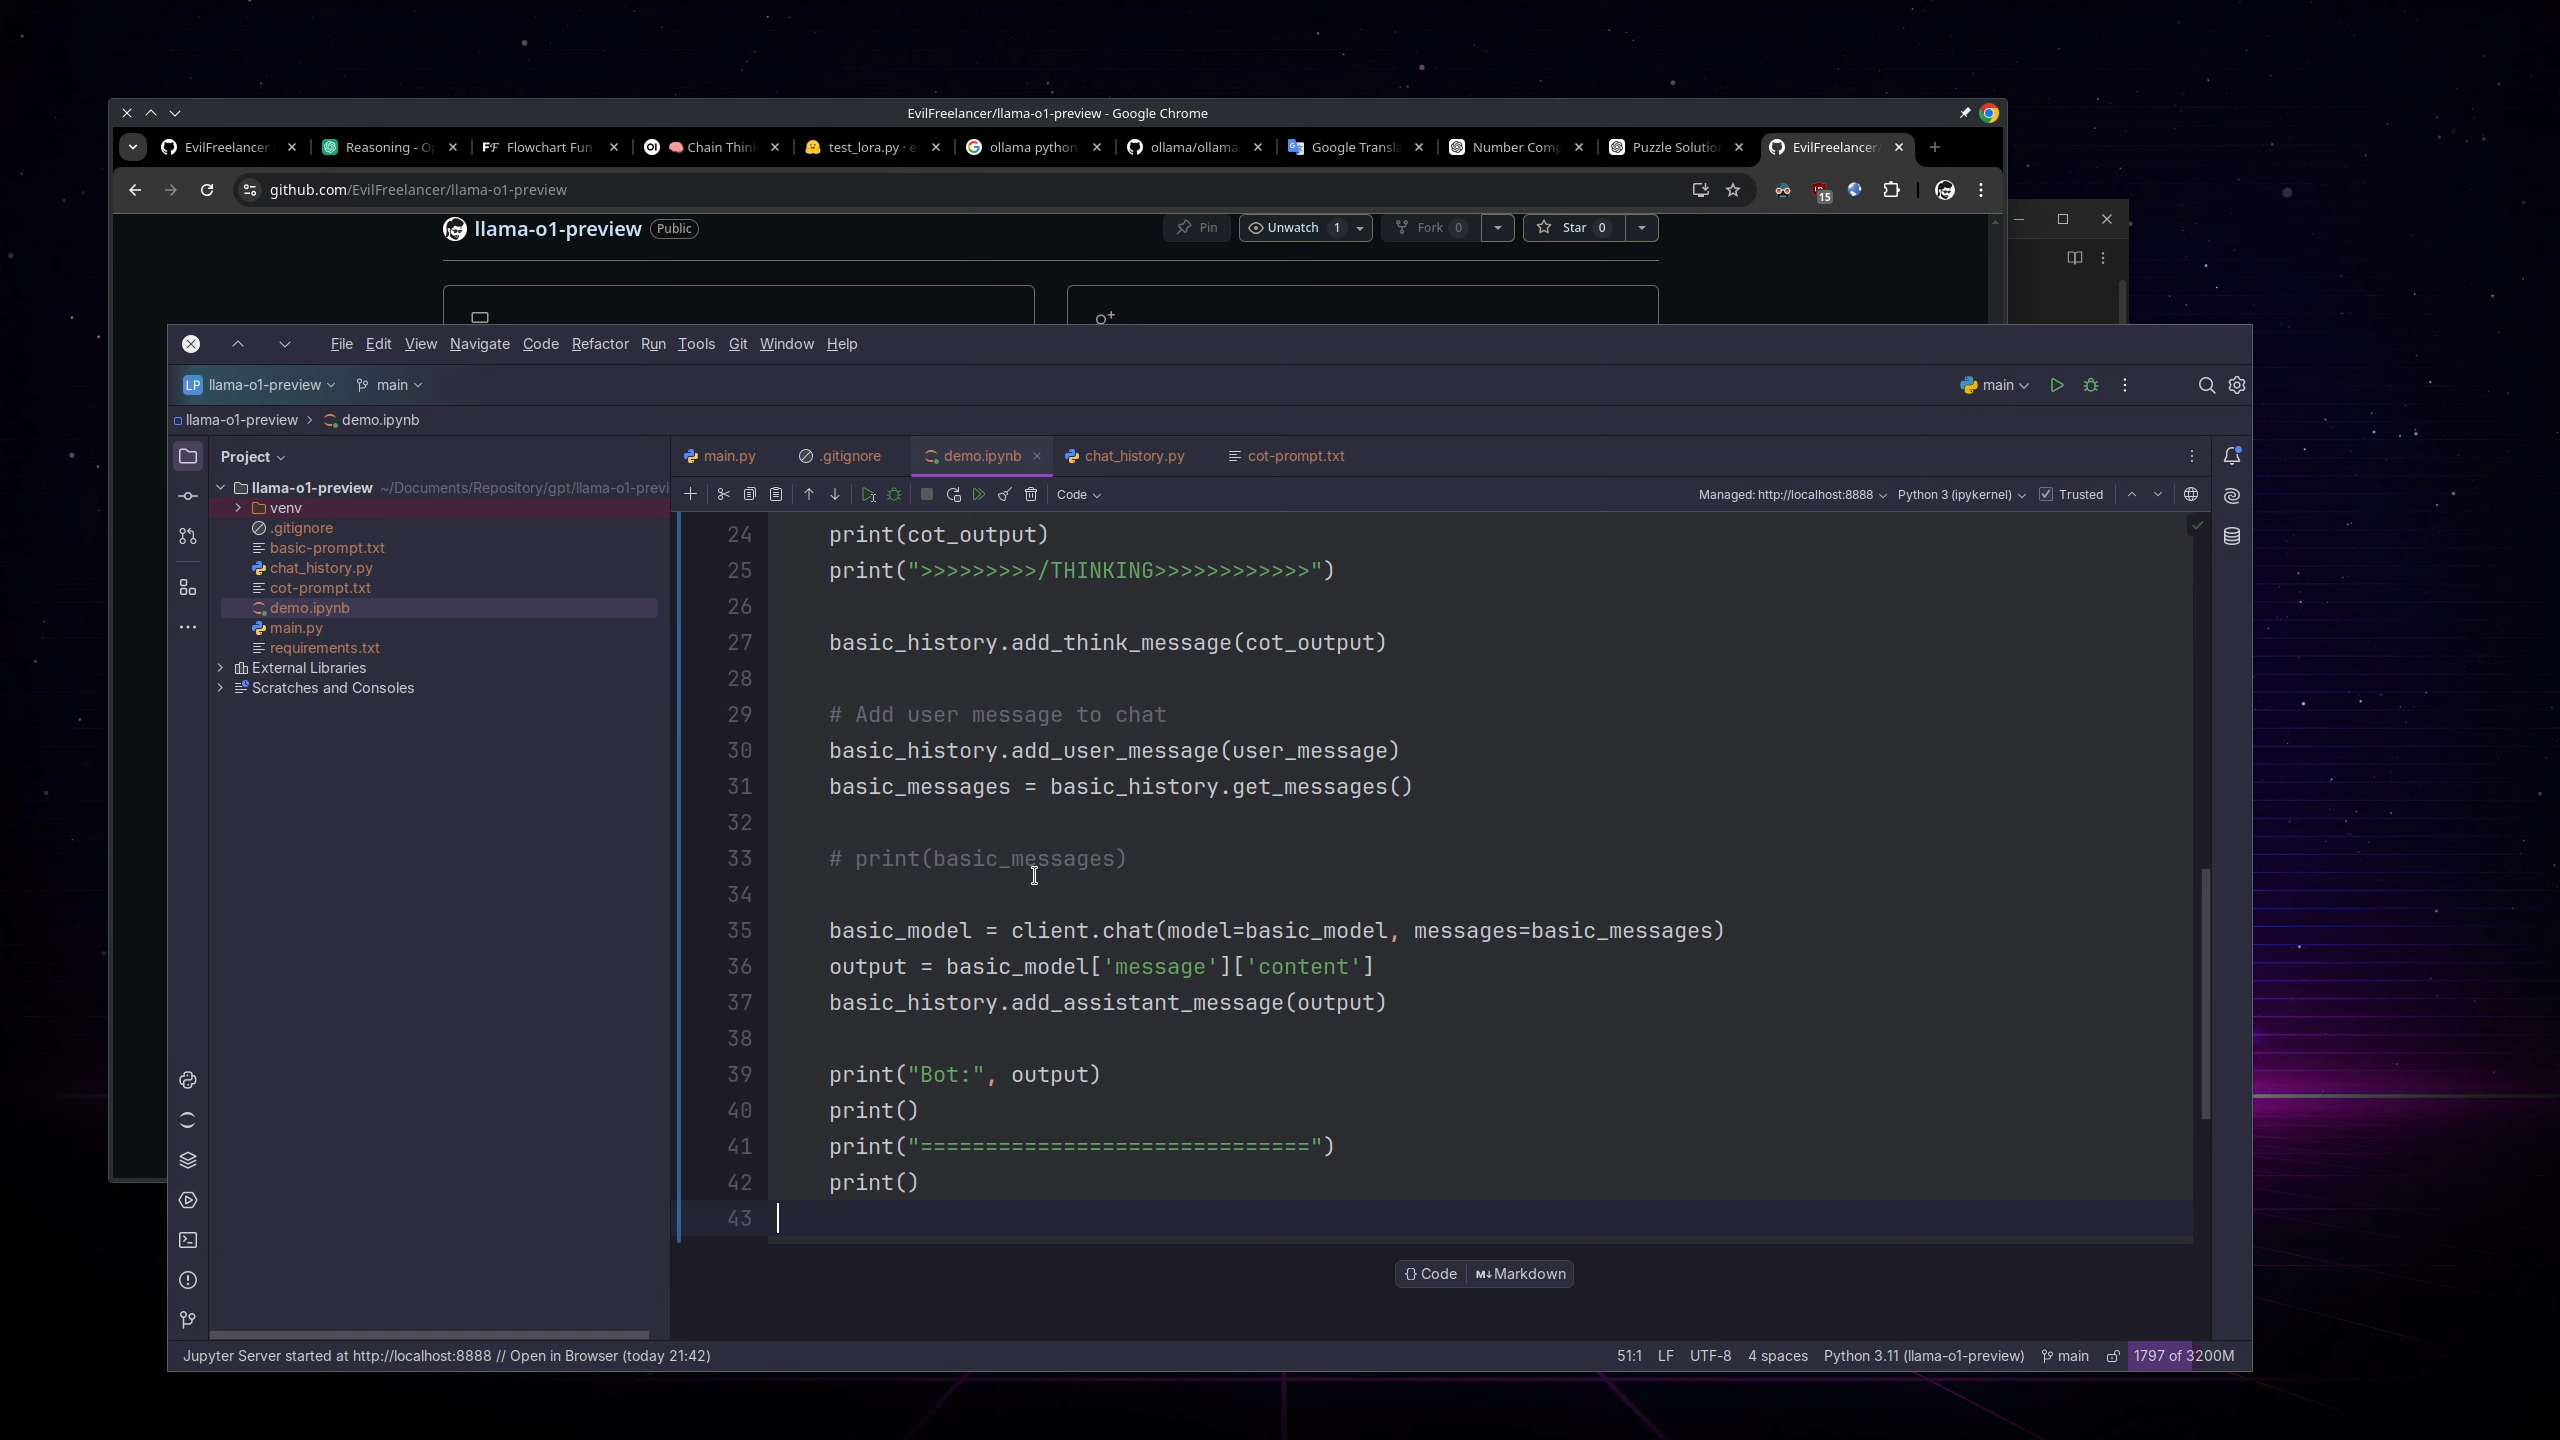 EvilFreelancer/llama-o1-preview - Google Chrome
EvilFreelancer
Reasoning - O
Flowchart Fun
Chain Think
test_lora.py · e
ollama python
ollama/ollama
Google Transla
Number Comp
Puzzle Solutio
EvilFreelancer/
github.com/EvilFreelancer/llama-o1-preview
15
llama-o1-preview Public
Pin
Unwatch 1
Fork 0
Star 0
File Edit View Navigate Code Refactor Run Tools Git Window Help
LP llama-o1-preview main
main
llama-o1-preview > demo.ipynb
Project
main.py
.gitignore
demo.ipynb
chat_history.py
cot-prompt.txt
Code
Managed: http://localhost:8888
Python 3 (ipykernel)
Trusted
llama-o1-preview ~/Documents/Repository/gpt/llama-o1-previ
venv
.gitignore
basic-prompt.txt
chat_history.py
cot-prompt.txt
demo.ipynb
main.py
requirements.txt
External Libraries
Scratches and Consoles
24 print(cot_output)
25 print(">>>>>>>>>/THINKING>>>>>>>>>>>>")
26
27 basic_history.add_think_message(cot_output)
28
29 # Add user message to chat
30 basic_history.add_user_message(user_message)
31 basic_messages = basic_history.get_messages()
32
33 # print(basic_messages)
34
35 basic_model = client.chat(model=basic_model, messages=basic_messages)
36 output = basic_model['message']['content']
37 basic_history.add_assistant_message(output)
38
39 print("Bot:", output)
40 print()
41 print("==============================")
42 print()
43
{} Code
M↓ Markdown
Jupyter Server started at http://localhost:8888 // Open in Browser (today 21:42)
51:1 LF UTF-8 4 spaces Python 3.11 (llama-o1-preview) main 1797 of 3200M